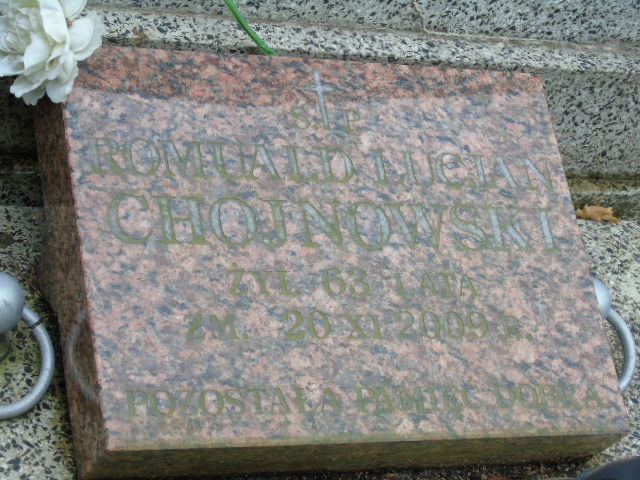 Ś.P.
ROMUALD LUCJAN
CHOJNOWSKI
ŻYŁ 63 LATA
ZM. 20 XI 2009 R.
POZOSTAŁA PAMIĘĆ DOBRA